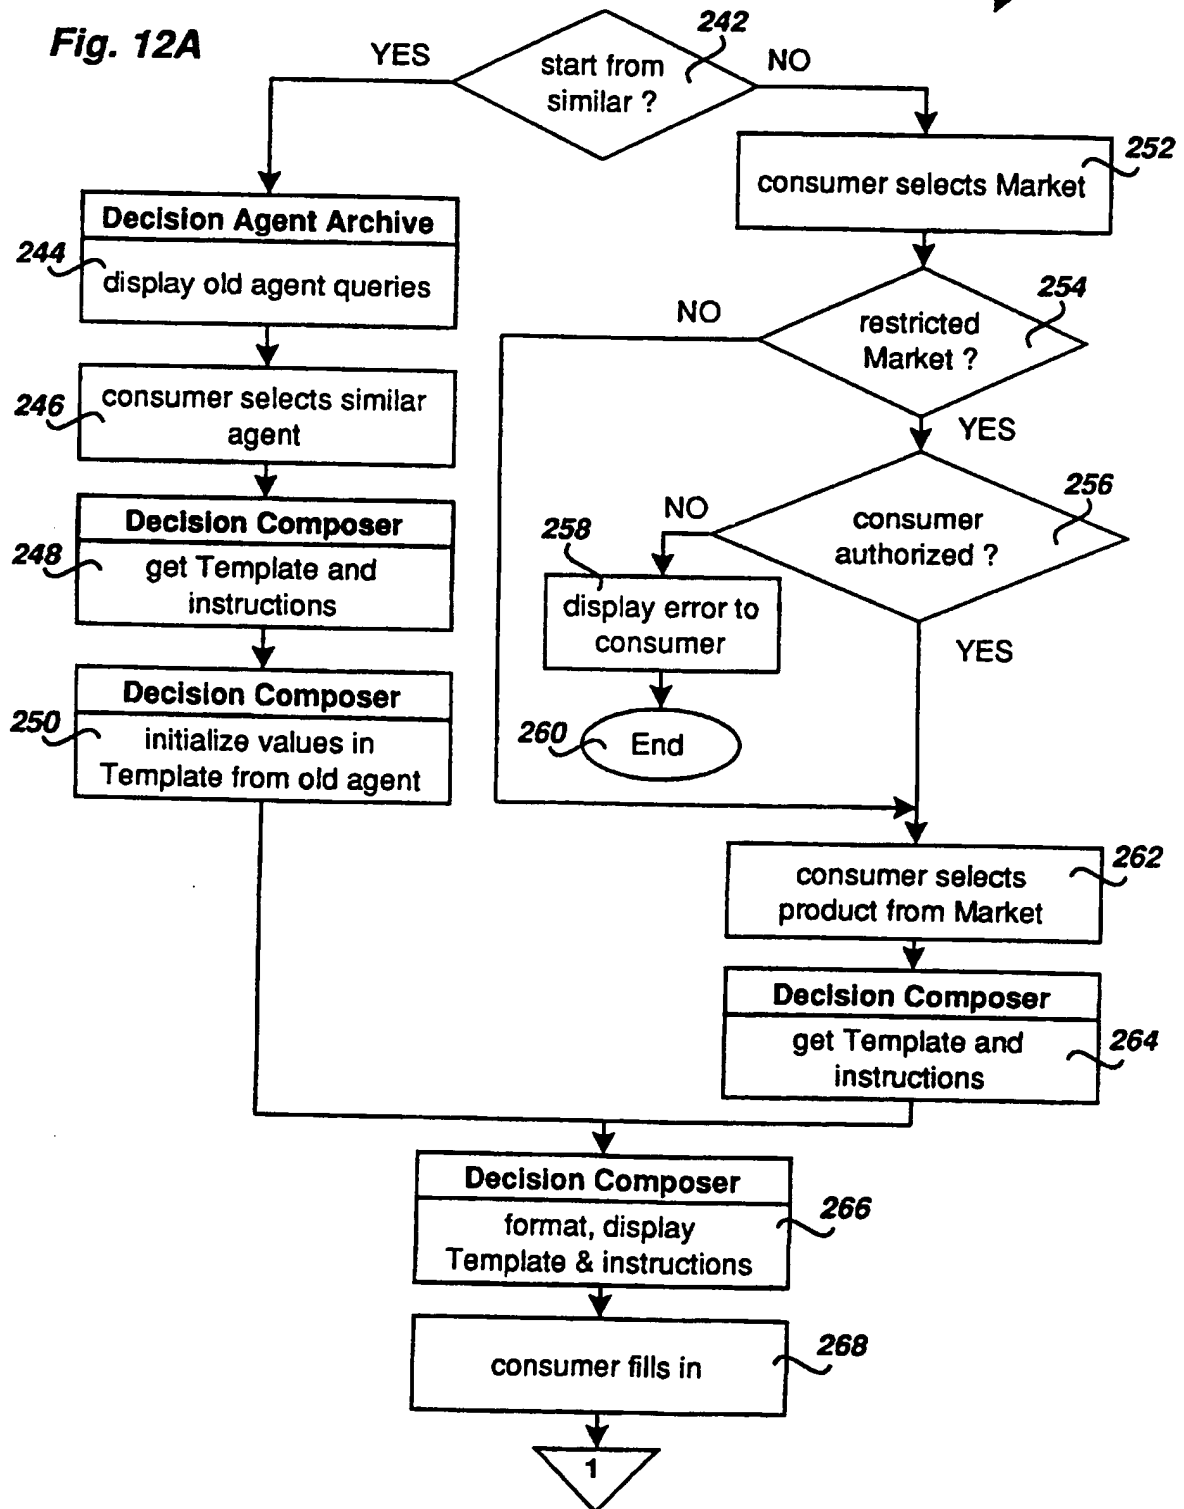 Fig. 12A
242
YES
start from
similar ?
NO
252
consumer selects Market
Decision Agent Archive
244
display old agent queries
254
NO
restricted
Market ?
YES
246
consumer selects similar
agent
256
NO
consumer
authorized ?
YES
Decision Composer
248
get Template and
instructions
258
display error to
consumer
260
End
Decision Composer
250
initialize values in
Template from old agent
262
consumer selects
product from Market
Decision Composer
264
get Template and
instructions
Decision Composer
266
format, display
Template & instructions
268
consumer fills in
1